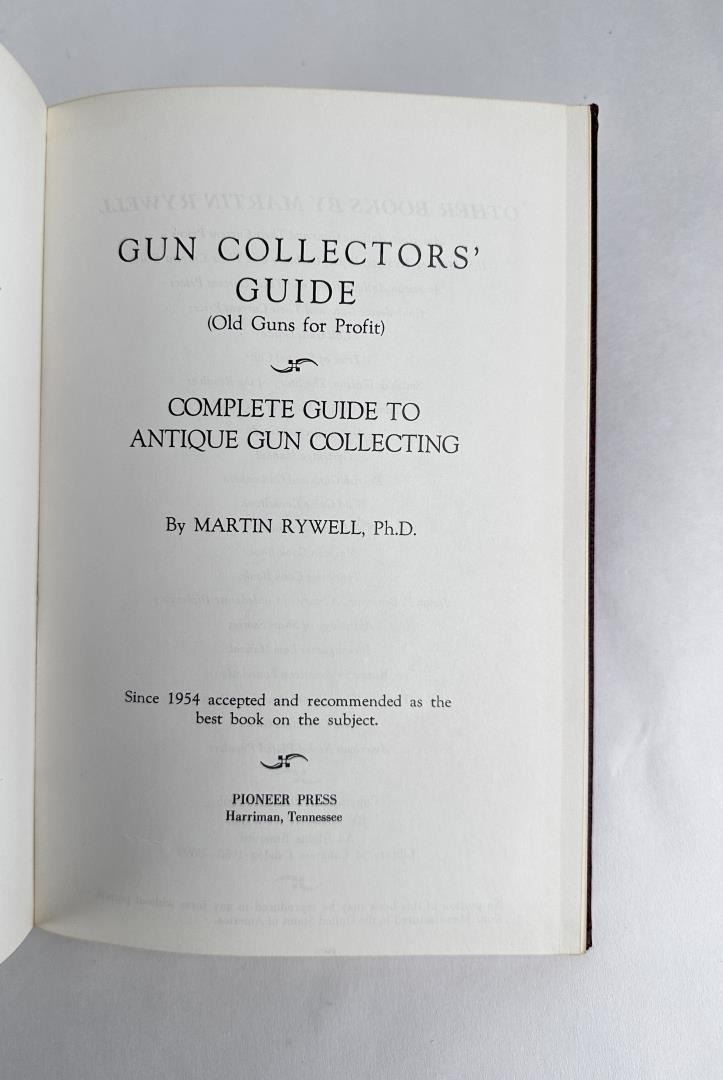 GUN COLLECTORS'
GUIDE
(Old Guns for Profit)
COMPLETE GUIDE TO
ANTIQUE GUN COLLECTING
By MARTIN RYWELL, Ph.D.
Since 1954 accepted and recommended as the
best book on the subject.
PIONEER PRESS
Harriman, Tennessee